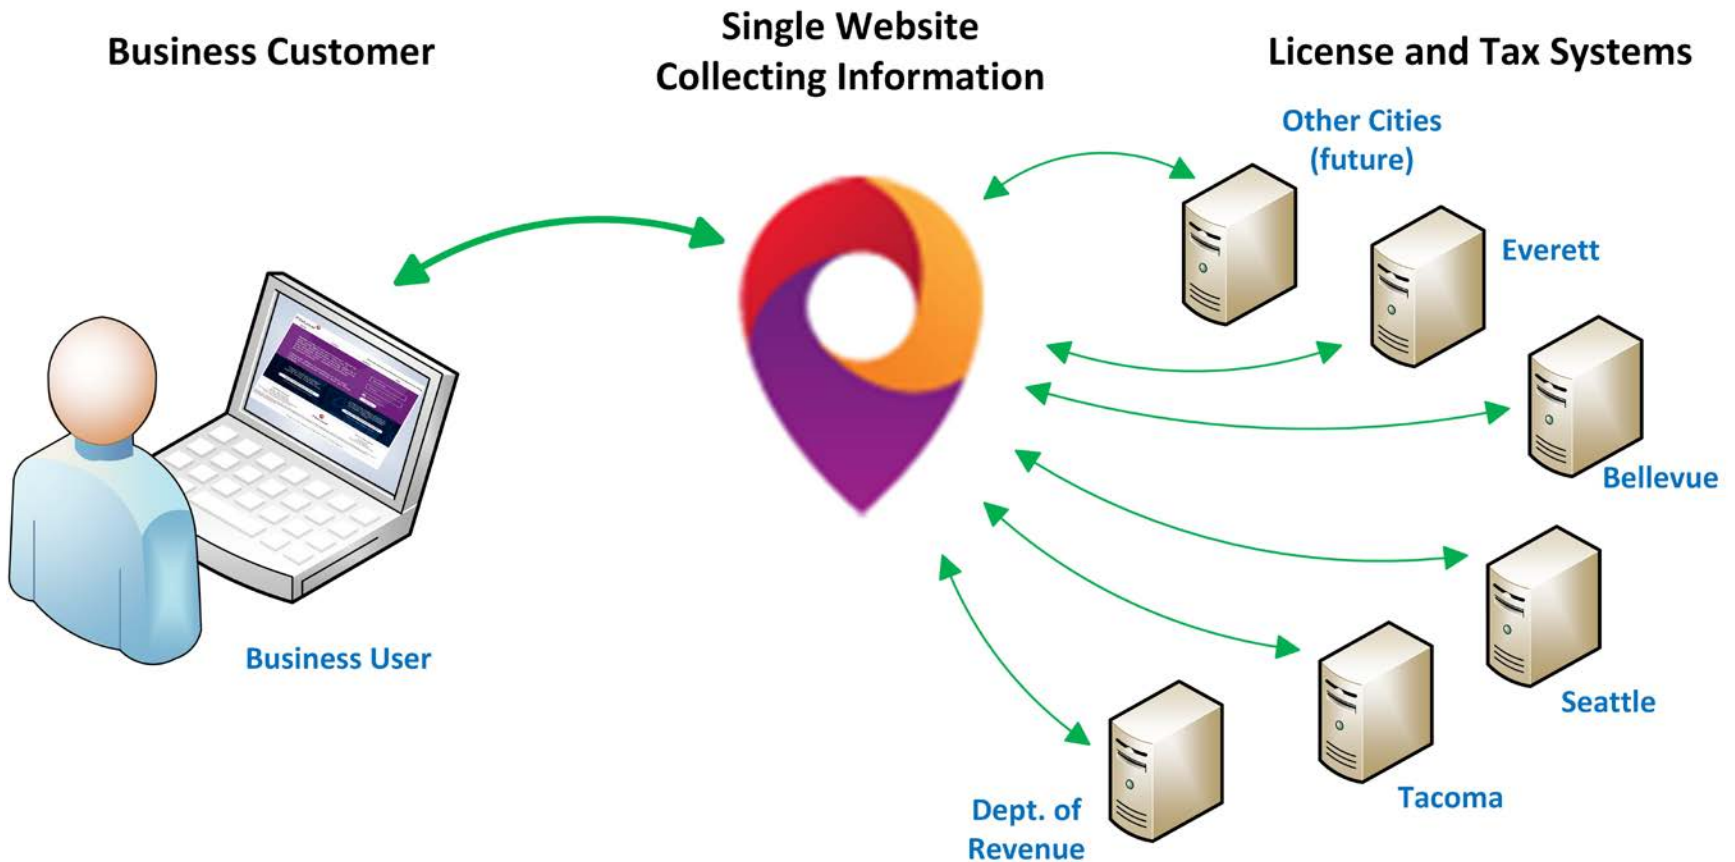 Business Customer
Single Website
Collecting Information
License and Tax Systems
Other Cities
(future)
Everett
Bellevue
Seattle
Tacoma
Dept. of
Revenue
Business User